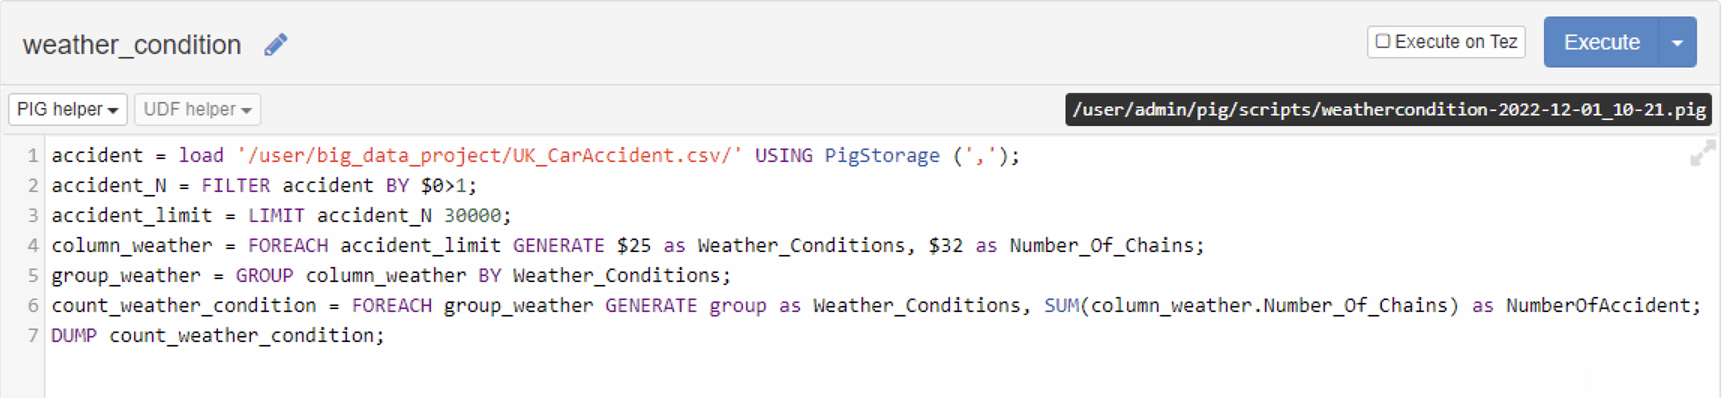 weather_condition
Execute on Tez
Execute
PIG helper
UDF helper
/user/admin/pig/scripts/weathercondition-2022-12-01_10-21.pig
1 accident = load '/user/big_data_project/UK_CarAccident.csv/' USING PigStorage (',');
2 accident_N = FILTER accident BY $0>1;
3 accident_limit = LIMIT accident_N 30000;
4 column_weather = FOREACH accident_limit GENERATE $25 as Weather_Conditions, $32 as Number_Of_Chains;
5 group_weather = GROUP column_weather BY Weather_Conditions;
6 count_weather_condition = FOREACH group_weather GENERATE group as Weather_Conditions, SUM(column_weather.Number_Of_Chains) as NumberOfAccident;
7 DUMP count_weather_condition;